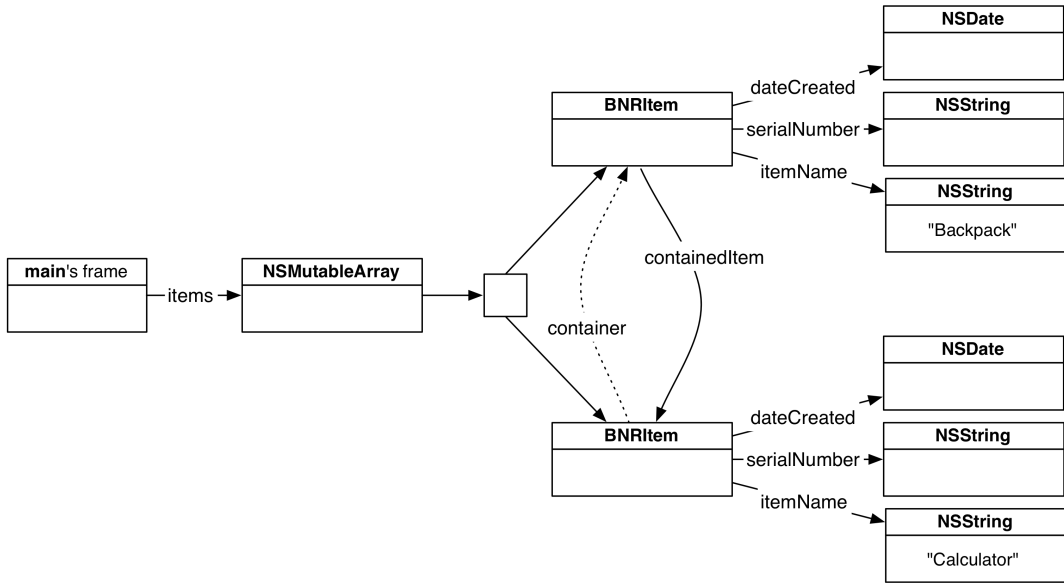 NSDate
dateCreated
BNRItem
NSString
serialNumber
itemName
NSString
"Backpack"
containedItem
main's frame
NSMutableArray
items
container
NSDate
dateCreated
BNRItem
NSString
serialNumber
itemName
NSString
"Calculator"